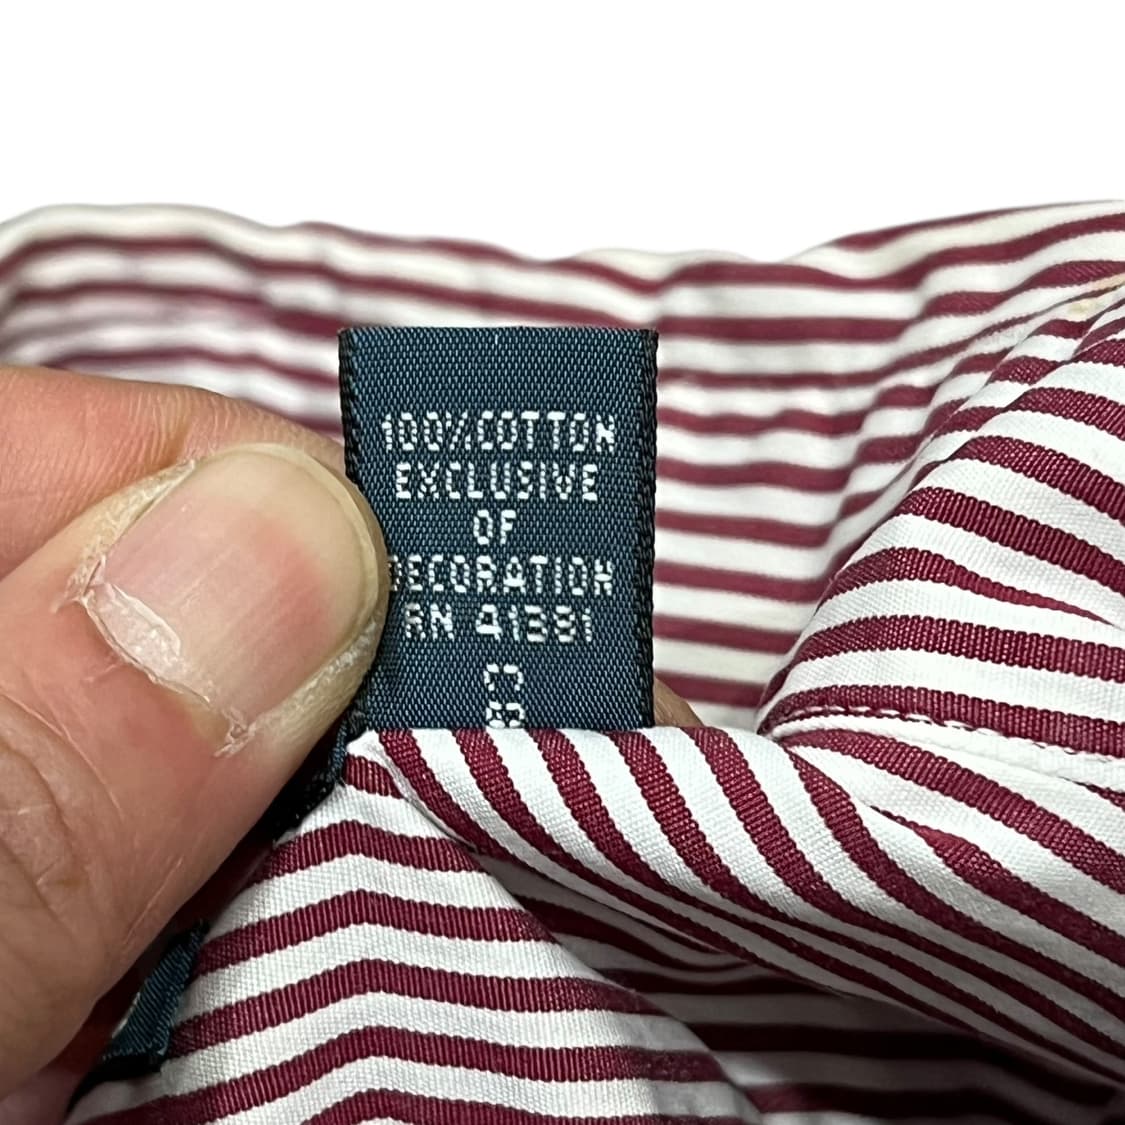 100%COTTON
EXCLUSIVE
OF
DECORATION
RN 41381